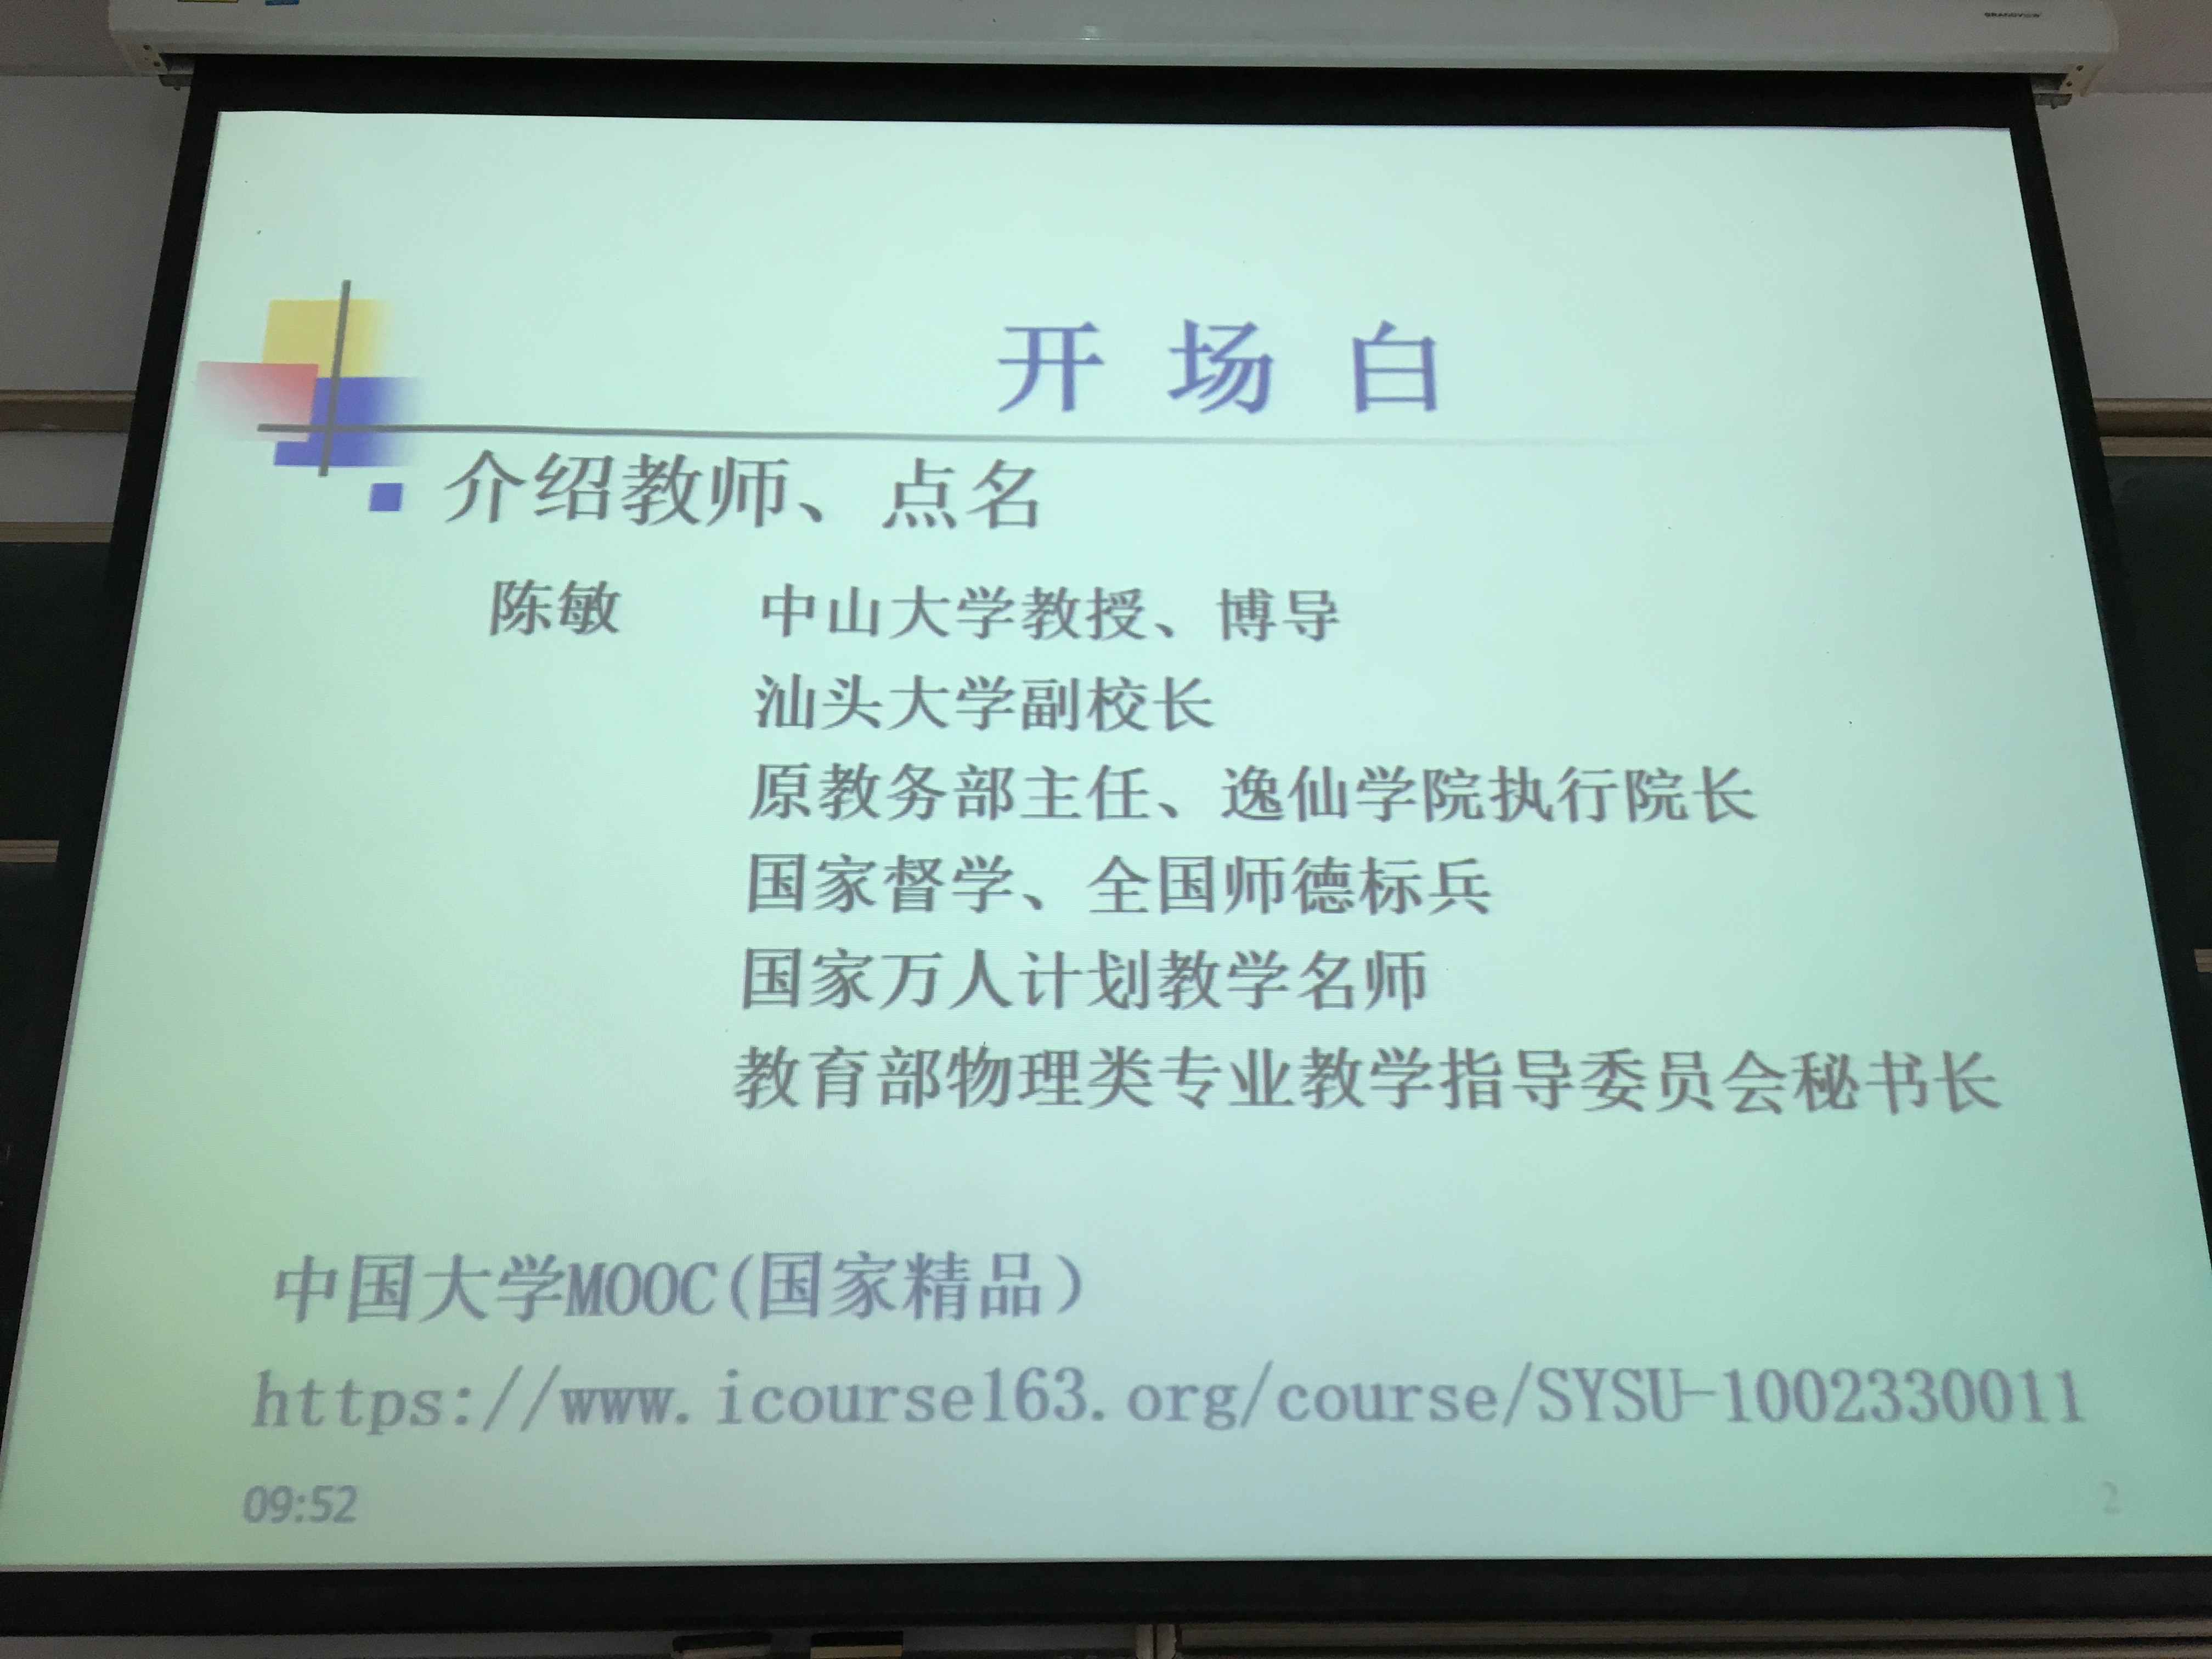 GRANDVIEW
开 场 白
介绍教师、点名
陈敏 中山大学教授、博导
汕头大学副校长
原教务部主任、逸仙学院执行院长
国家督学、全国师德标兵
国家万人计划教学名师
教育部物理类专业教学指导委员会秘书长
中国大学MOOC(国家精品）
https://www.icourse163.org/course/SYSU-1002330011
09:52
2